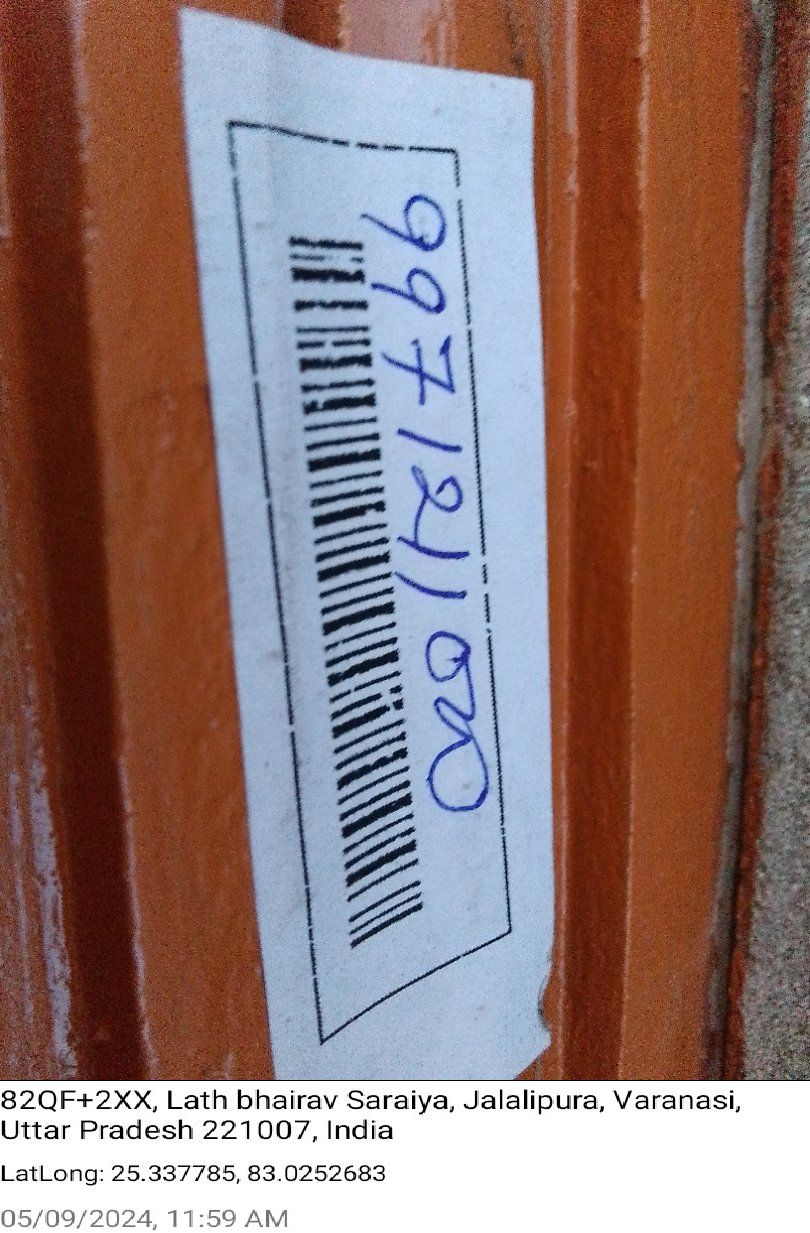 82QF+2XX, Lath bhairav Saraiya, Jalalipura, Varanasi,
Uttar Pradesh 221007, India
LatLong: 25.337785, 83.0252683
05/09/2024, 11:59 AM